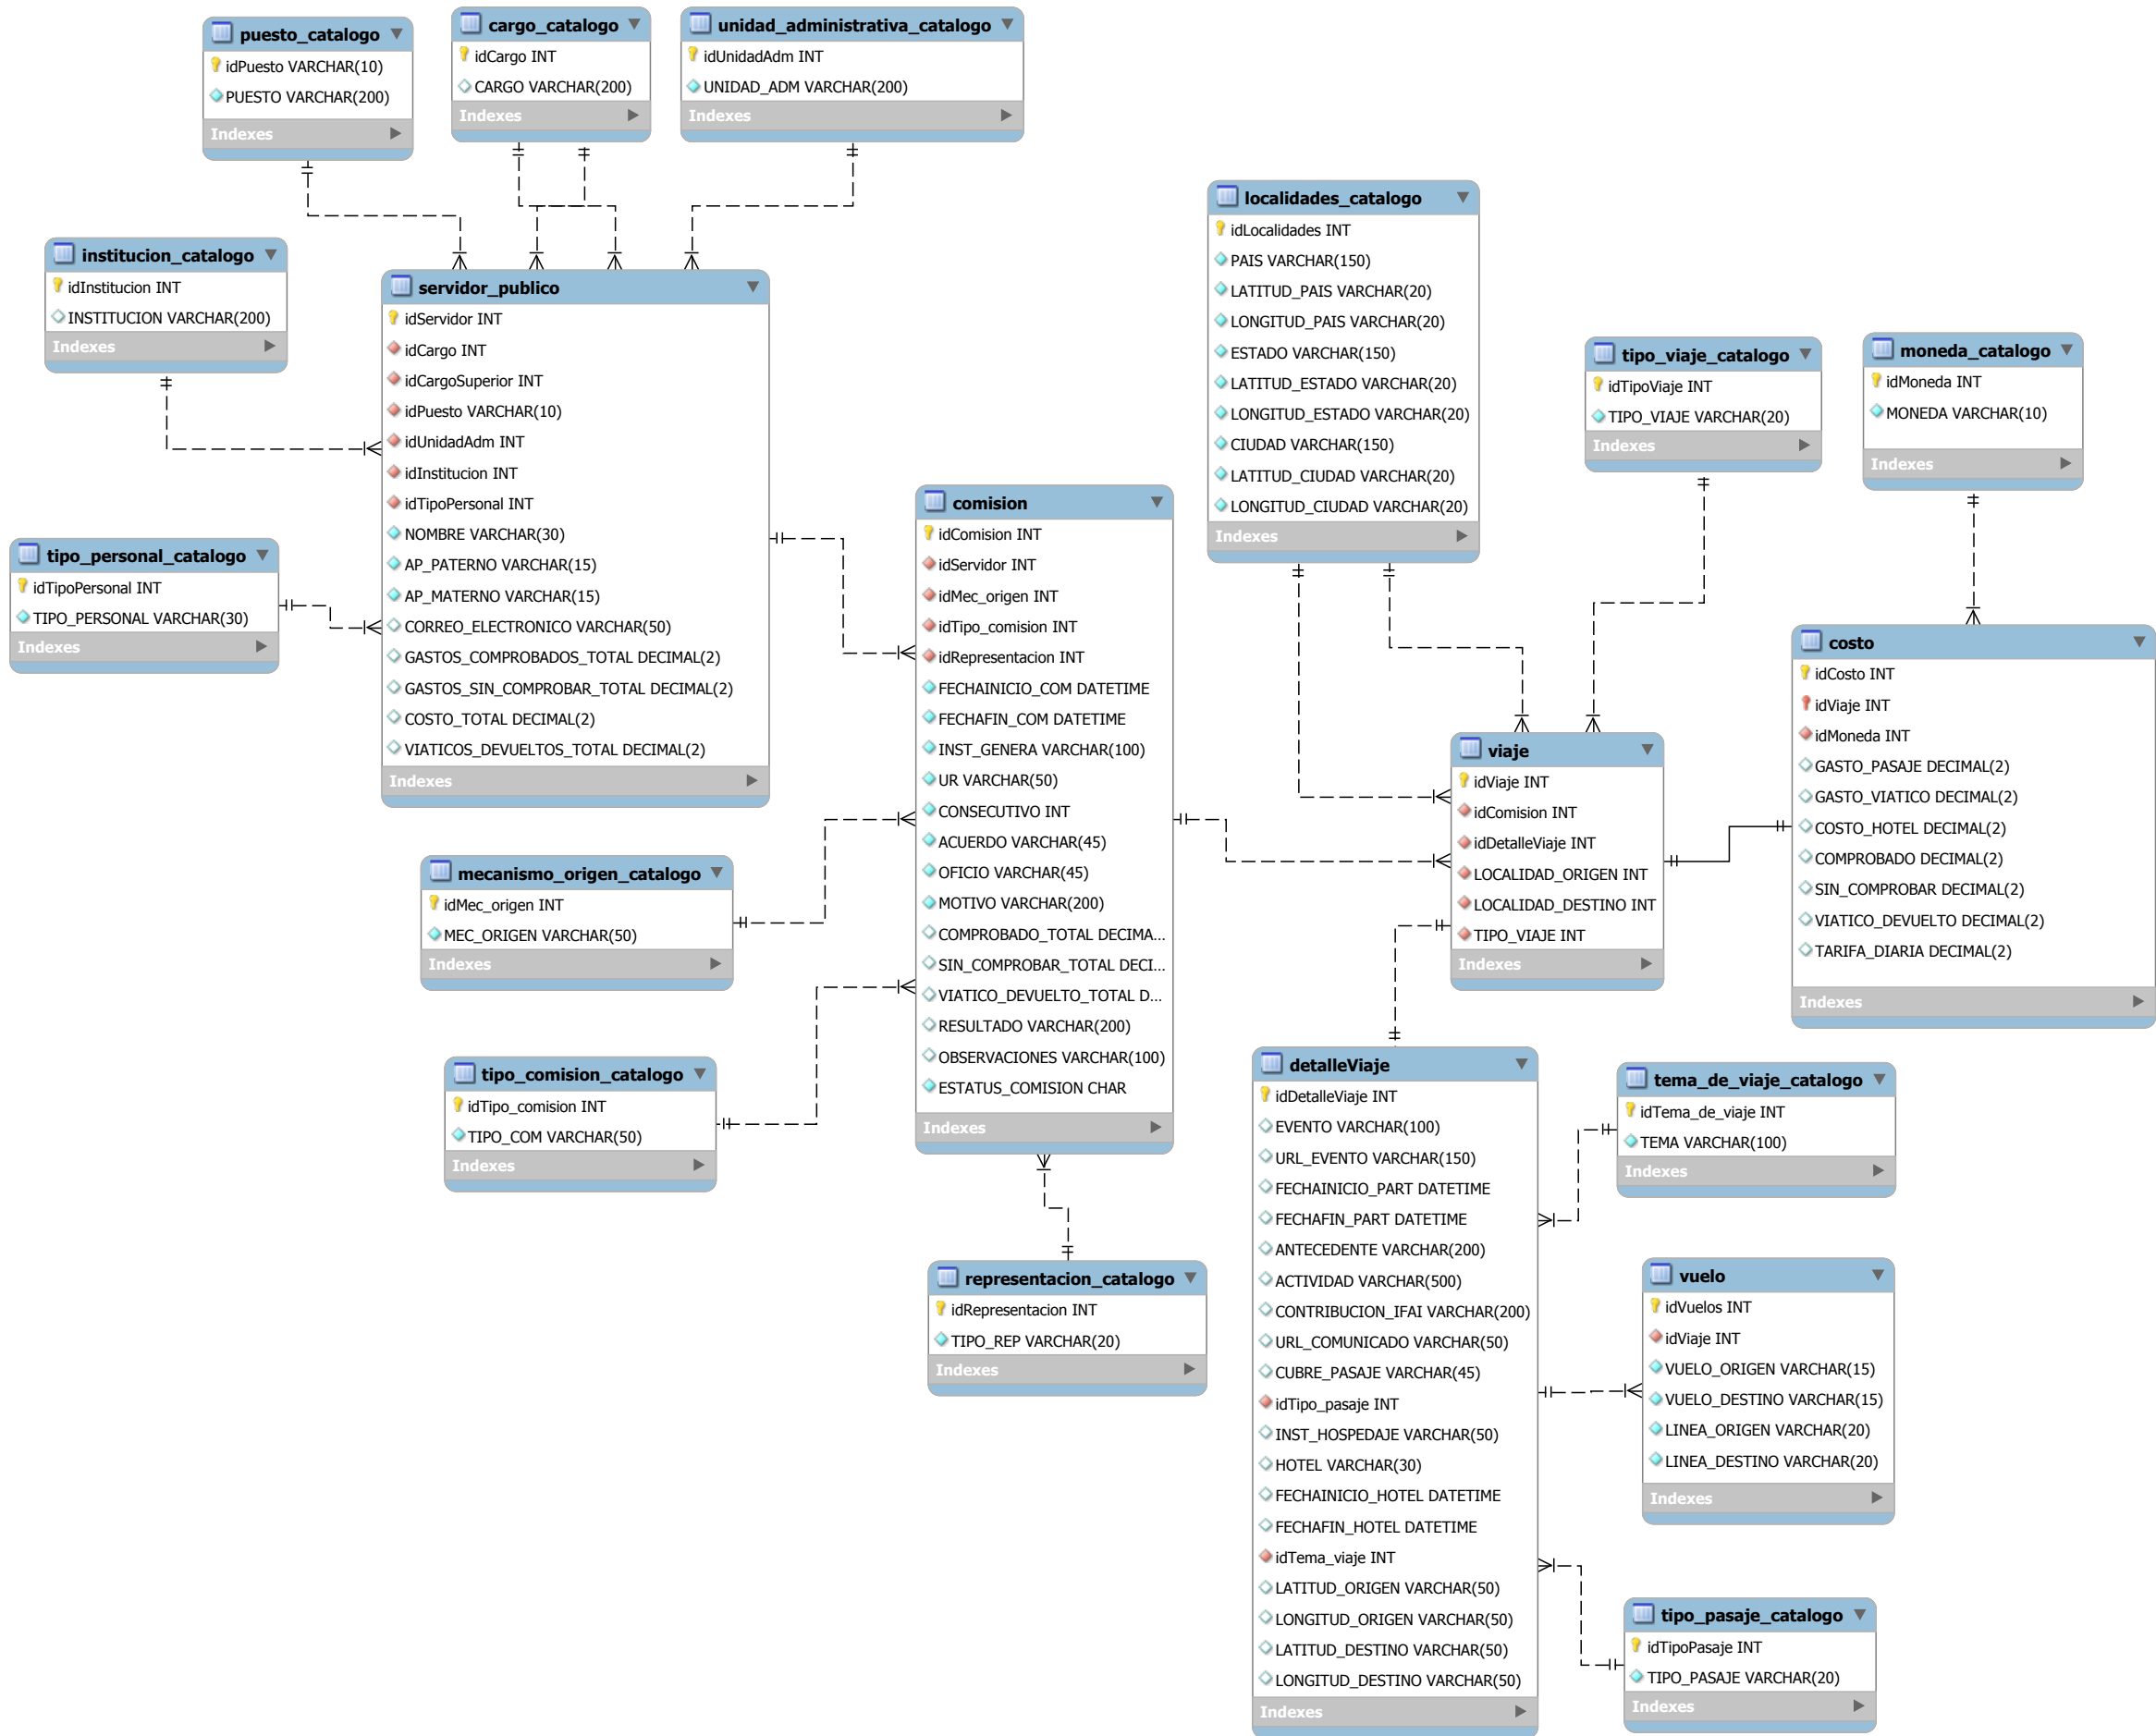 puesto_catalogo
idPuesto VARCHAR(10)
PUESTO VARCHAR(200)
Indexes
cargo_catalogo
idCargo INT
CARGO VARCHAR(200)
Indexes
unidad_administrativa_catalogo
idUnidadAdm INT
UNIDAD_ADM VARCHAR(200)
Indexes
institucion_catalogo
idInstitucion INT
INSTITUCION VARCHAR(200)
Indexes
servidor_publico
idServidor INT
idCargo INT
idCargoSuperior INT
idPuesto VARCHAR(10)
idUnidadAdm INT
idInstitucion INT
idTipoPersonal INT
NOMBRE VARCHAR(30)
AP_PATERNO VARCHAR(15)
AP_MATERNO VARCHAR(15)
CORREO_ELECTRONICO VARCHAR(50)
GASTOS_COMPROBADOS_TOTAL DECIMAL(2)
GASTOS_SIN_COMPROBAR_TOTAL DECIMAL(2)
COSTO_TOTAL DECIMAL(2)
VIATICOS_DEVUELTOS_TOTAL DECIMAL(2)
Indexes
tipo_personal_catalogo
idTipoPersonal INT
TIPO_PERSONAL VARCHAR(30)
Indexes
localidades_catalogo
idLocalidades INT
PAIS VARCHAR(150)
LATITUD_PAIS VARCHAR(20)
LONGITUD_PAIS VARCHAR(20)
ESTADO VARCHAR(150)
LATITUD_ESTADO VARCHAR(20)
LONGITUD_ESTADO VARCHAR(20)
CIUDAD VARCHAR(150)
LATITUD_CIUDAD VARCHAR(20)
LONGITUD_CIUDAD VARCHAR(20)
Indexes
tipo_viaje_catalogo
idTipoViaje INT
TIPO_VIAJE VARCHAR(20)
Indexes
moneda_catalogo
idMoneda INT
MONEDA VARCHAR(10)
Indexes
comision
idComision INT
idServidor INT
idMec_origen INT
idTipo_comision INT
idRepresentacion INT
FECHAINICIO_COM DATETIME
FECHAFIN_COM DATETIME
INST_GENERA VARCHAR(100)
UR VARCHAR(50)
CONSECUTIVO INT
ACUERDO VARCHAR(45)
OFICIO VARCHAR(45)
MOTIVO VARCHAR(200)
COMPROBADO_TOTAL DECIMA...
SIN_COMPROBAR_TOTAL DECI...
VIATICO_DEVUELTO_TOTAL D...
RESULTADO VARCHAR(200)
OBSERVACIONES VARCHAR(100)
ESTATUS_COMISION CHAR
Indexes
costo
idCosto INT
idViaje INT
idMoneda INT
GASTO_PASAJE DECIMAL(2)
GASTO_VIATICO DECIMAL(2)
COSTO_HOTEL DECIMAL(2)
COMPROBADO DECIMAL(2)
SIN_COMPROBAR DECIMAL(2)
VIATICO_DEVUELTO DECIMAL(2)
TARIFA_DIARIA DECIMAL(2)
Indexes
viaje
idViaje INT
idComision INT
idDetalleViaje INT
LOCALIDAD_ORIGEN INT
LOCALIDAD_DESTINO INT
TIPO_VIAJE INT
Indexes
mecanismo_origen_catalogo
idMec_origen INT
MEC_ORIGEN VARCHAR(50)
Indexes
tipo_comision_catalogo
idTipo_comision INT
TIPO_COM VARCHAR(50)
Indexes
representacion_catalogo
idRepresentacion INT
TIPO_REP VARCHAR(20)
Indexes
detalleViaje
idDetalleViaje INT
EVENTO VARCHAR(100)
URL_EVENTO VARCHAR(150)
FECHAINICIO_PART DATETIME
FECHAFIN_PART DATETIME
ANTECEDENTE VARCHAR(200)
ACTIVIDAD VARCHAR(500)
CONTRIBUCION_IFAI VARCHAR(200)
URL_COMUNICADO VARCHAR(50)
CUBRE_PASAJE VARCHAR(45)
idTipo_pasaje INT
INST_HOSPEDAJE VARCHAR(50)
HOTEL VARCHAR(30)
FECHAINICIO_HOTEL DATETIME
FECHAFIN_HOTEL DATETIME
idTema_viaje INT
LATITUD_ORIGEN VARCHAR(50)
LONGITUD_ORIGEN VARCHAR(50)
LATITUD_DESTINO VARCHAR(50)
LONGITUD_DESTINO VARCHAR(50)
Indexes
tema_de_viaje_catalogo
idTema_de_viaje INT
TEMA VARCHAR(100)
Indexes
vuelo
idVuelos INT
idViaje INT
VUELO_ORIGEN VARCHAR(15)
VUELO_DESTINO VARCHAR(15)
LINEA_ORIGEN VARCHAR(20)
LINEA_DESTINO VARCHAR(20)
Indexes
tipo_pasaje_catalogo
idTipoPasaje INT
TIPO_PASAJE VARCHAR(20)
Indexes